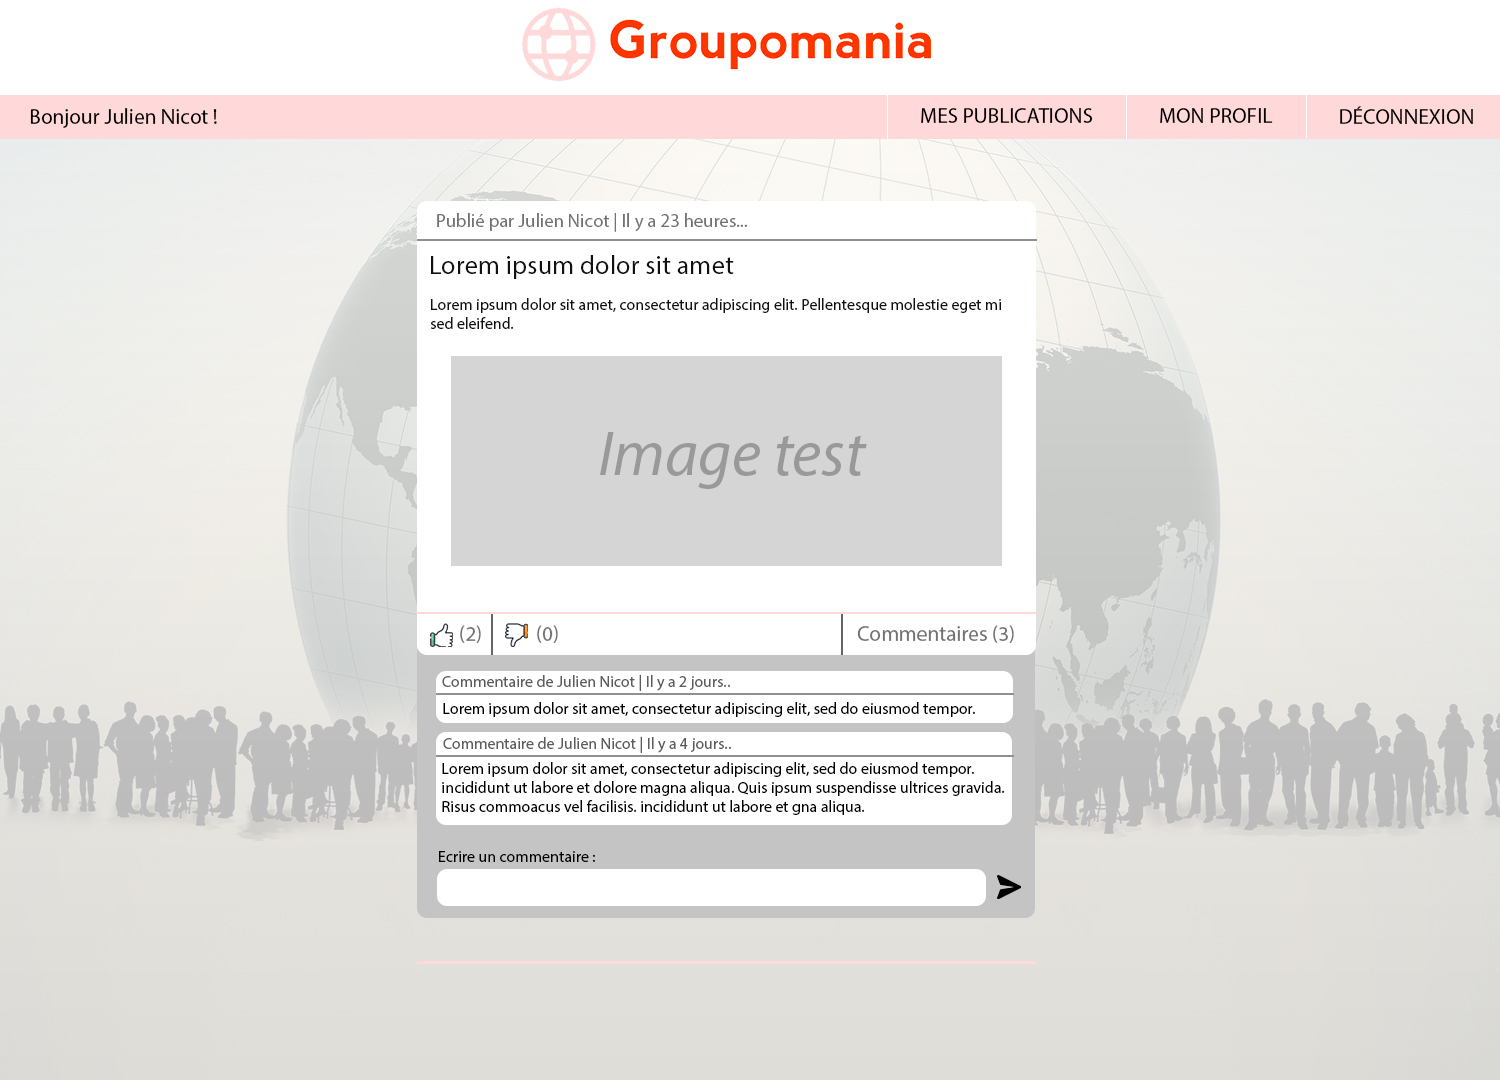 Groupomania
Bonjour Julien Nicot !
MES PUBLICATIONS
MON PROFIL
DÉCONNEXION
Publié par Julien Nicot | Il y a 23 heures...
Lorem ipsum dolor sit amet
Lorem ipsum dolor sit amet, consectetur adipiscing elit. Pellentesque molestie eget mi
sed eleifend.
Image test
(2)
(0)
Commentaires (3)
Commentaire de Julien Nicot | Il y a 2 jours..
Lorem ipsum dolor sit amet, consectetur adipiscing elit, sed do eiusmod tempor.
Commentaire de Julien Nicot | Il y a 4 jours..
Lorem ipsum dolor sit amet, consectetur adipiscing elit, sed do eiusmod tempor.
incididunt ut labore et dolore magna aliqua. Quis ipsum suspendisse ultrices gravida.
Risus commoacus vel facilisis. incididunt ut labore et gna aliqua.
Ecrire un commentaire :